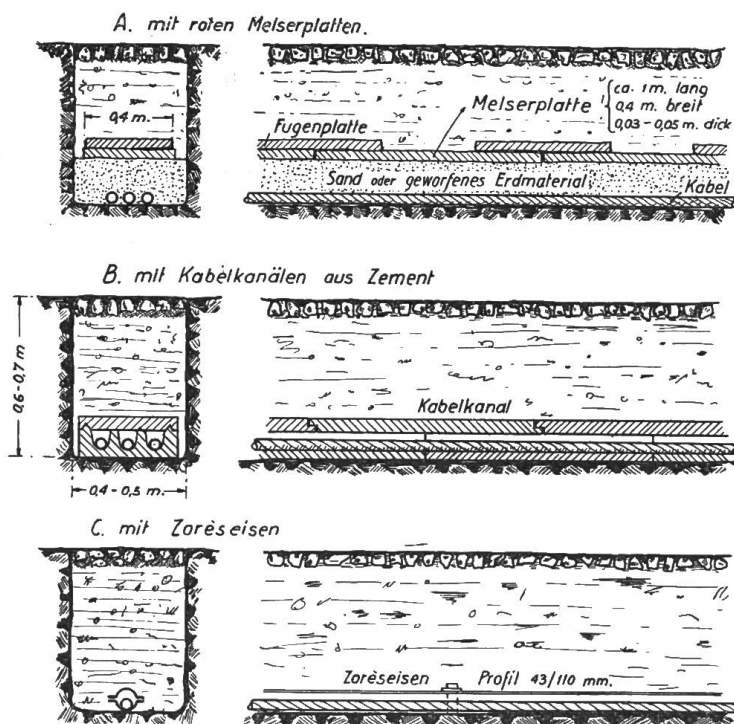 A. mit roten Melserplatten.
0,4 m.
Fugenplatte
Melserplatte
ca. 1 m. lang
0,4 m. breit
0,03-0,05 m. dick
Sand oder geworfenes Erdmaterial
Kabel
B. mit Kabelkanälen aus Zement
0,6-0,7 m
Kabelkanal
0,4-0,5 m.
C. mit Zorèseisen
Zorèseisen Profil 43/110 mm.